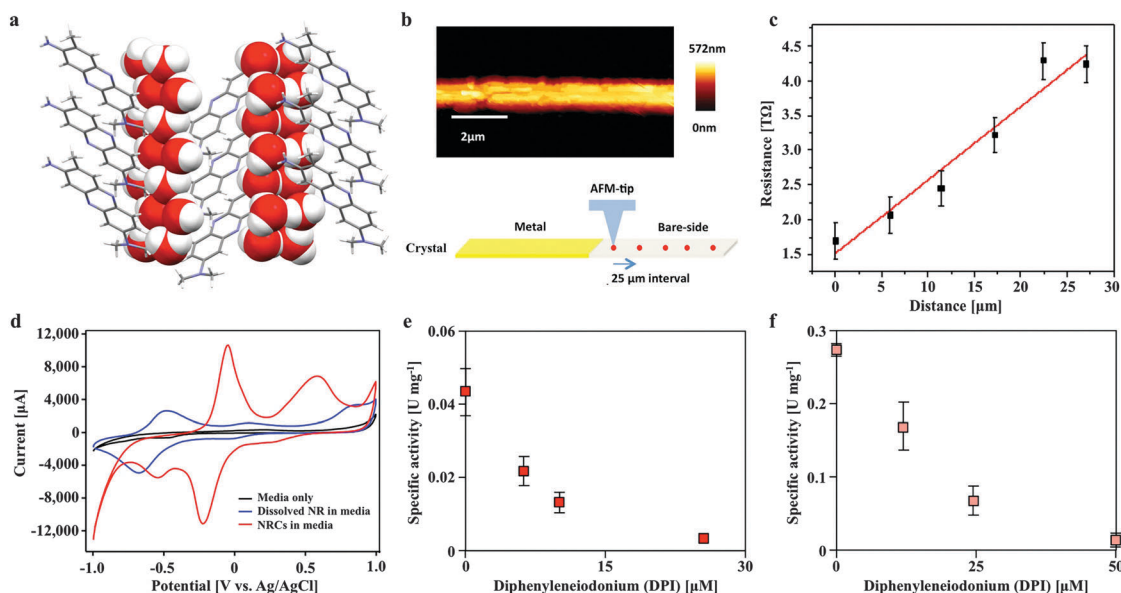 a
b
572nm
2μm
0nm
AFM-tip
Metal
Bare-side
Crystal
25 μm interval
c
Resistance [TΩ]
4.5
4.0
3.5
3.0
2.5
2.0
1.5
0
5
10
15
20
25
30
Distance [μm]
d
Current [μA]
12,000
8,000
4,000
0
-4,000
-8,000
-12,000
Media only
Dissolved NR in media
NRCs in media
-1.0
-0.5
0
0.5
1.0
Potential [V vs. Ag/AgCl]
e
Specific activity [U mg⁻¹]
0.06
0.04
0.02
0
0
15
30
Diphenyleneiodonium (DPI) [μM]
f
Specific activity [U mg⁻¹]
0.3
0.2
0.1
0
0
25
50
Diphenyleneiodonium (DPI) [μM]